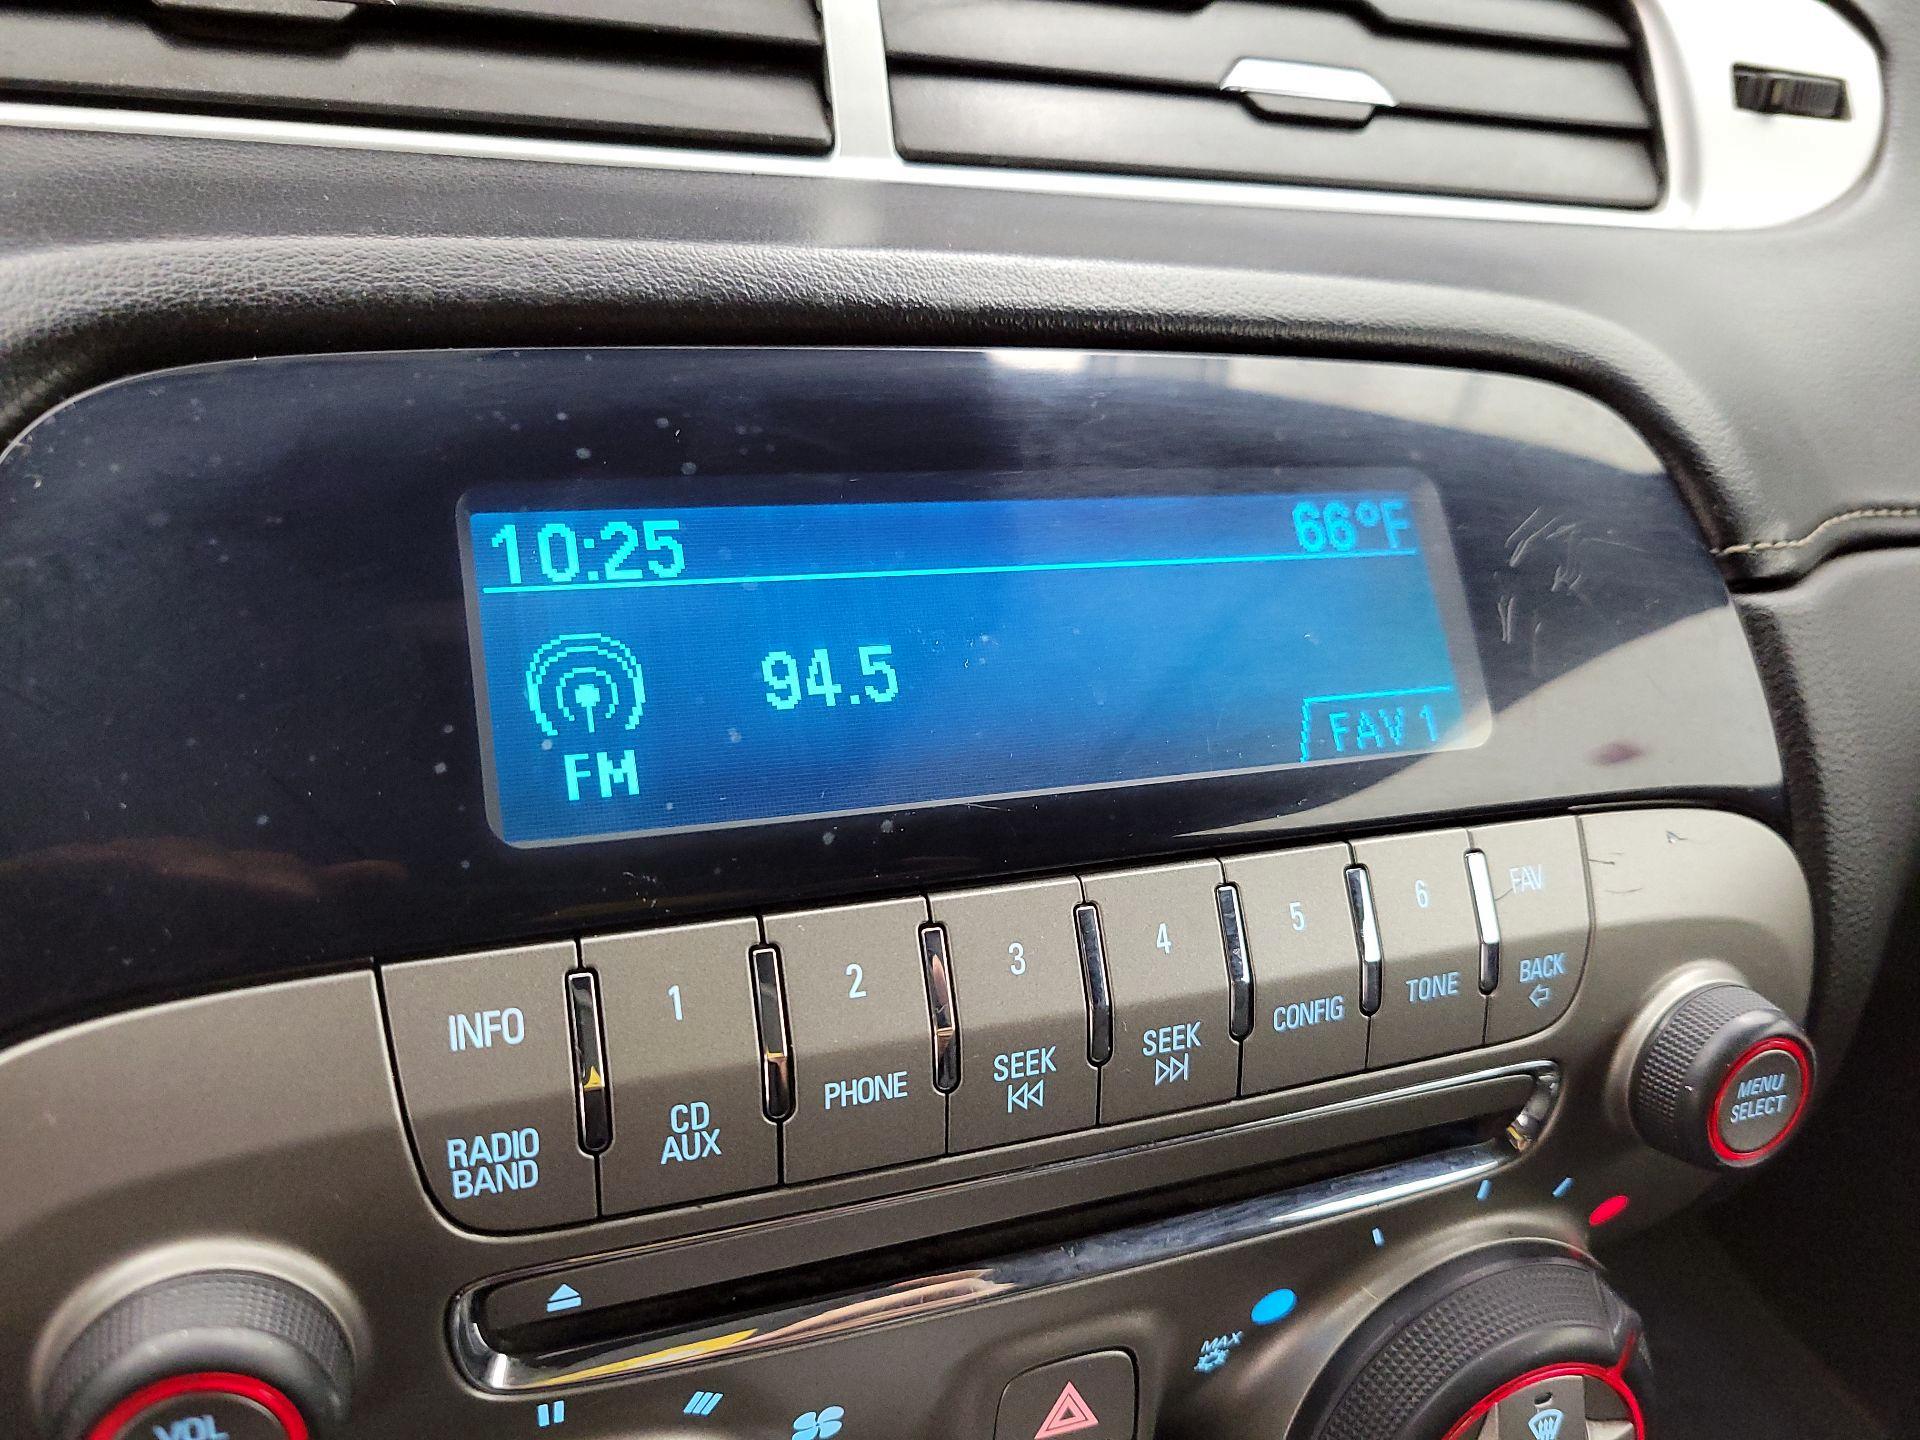 10:25 66°F
94.5
FM
FAV 1
INFO
RADIO
BAND
1
CD
AUX
2
PHONE
3
SEEK
4
SEEK
5
CONFIG
6
TONE
FAV
BACK
MENU
SELECT
MAX
VOL